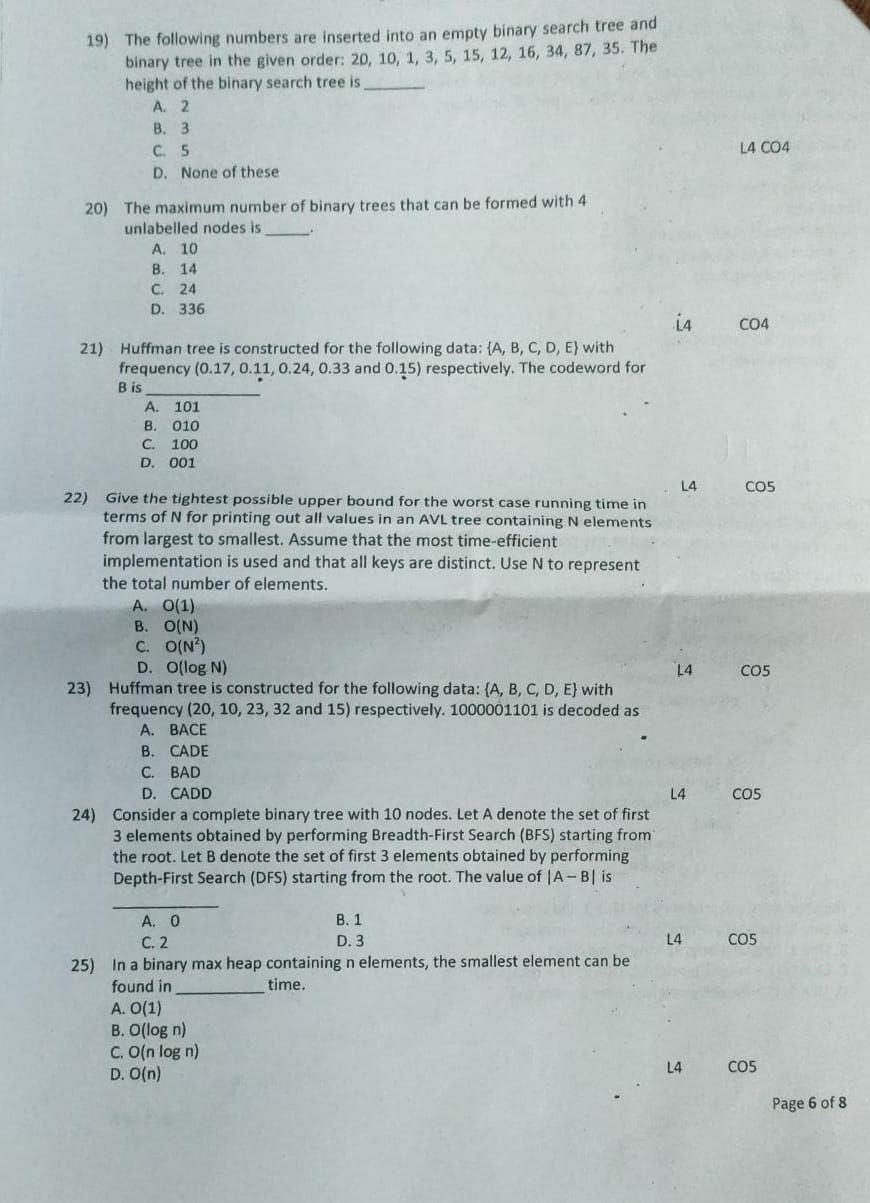 19) The following numbers are inserted into an empty binary search tree and
binary tree in the given order: 20, 10, 1, 3, 5, 15, 12, 16, 34, 87, 35. The
height of the binary search tree is ________
A. 2
B. 3
C. 5
D. None of these
L4 CO4
20) The maximum number of binary trees that can be formed with 4
unlabelled nodes is ______.
A. 10
B. 14
C. 24
D. 336
L4 CO4
21) Huffman tree is constructed for the following data: {A, B, C, D, E} with
frequency (0.17, 0.11, 0.24, 0.33 and 0.15) respectively. The codeword for
B is ______________
A. 101
B. 010
C. 100
D. 001
L4 CO5
22) Give the tightest possible upper bound for the worst case running time in
terms of N for printing out all values in an AVL tree containing N elements
from largest to smallest. Assume that the most time-efficient
implementation is used and that all keys are distinct. Use N to represent
the total number of elements.
A. O(1)
B. O(N)
C. O(N²)
D. O(log N)
L4 CO5
23) Huffman tree is constructed for the following data: {A, B, C, D, E} with
frequency (20, 10, 23, 32 and 15) respectively. 1000001101 is decoded as
A. BACE
B. CADE
C. BAD
D. CADD
L4 CO5
24) Consider a complete binary tree with 10 nodes. Let A denote the set of first
3 elements obtained by performing Breadth-First Search (BFS) starting from
the root. Let B denote the set of first 3 elements obtained by performing
Depth-First Search (DFS) starting from the root. The value of |A – B| is
_____________
A. 0 B. 1
C. 2 D. 3
L4 CO5
25) In a binary max heap containing n elements, the smallest element can be
found in ___________ time.
A. O(1)
B. O(log n)
C. O(n log n)
D. O(n)
L4 CO5
Page 6 of 8